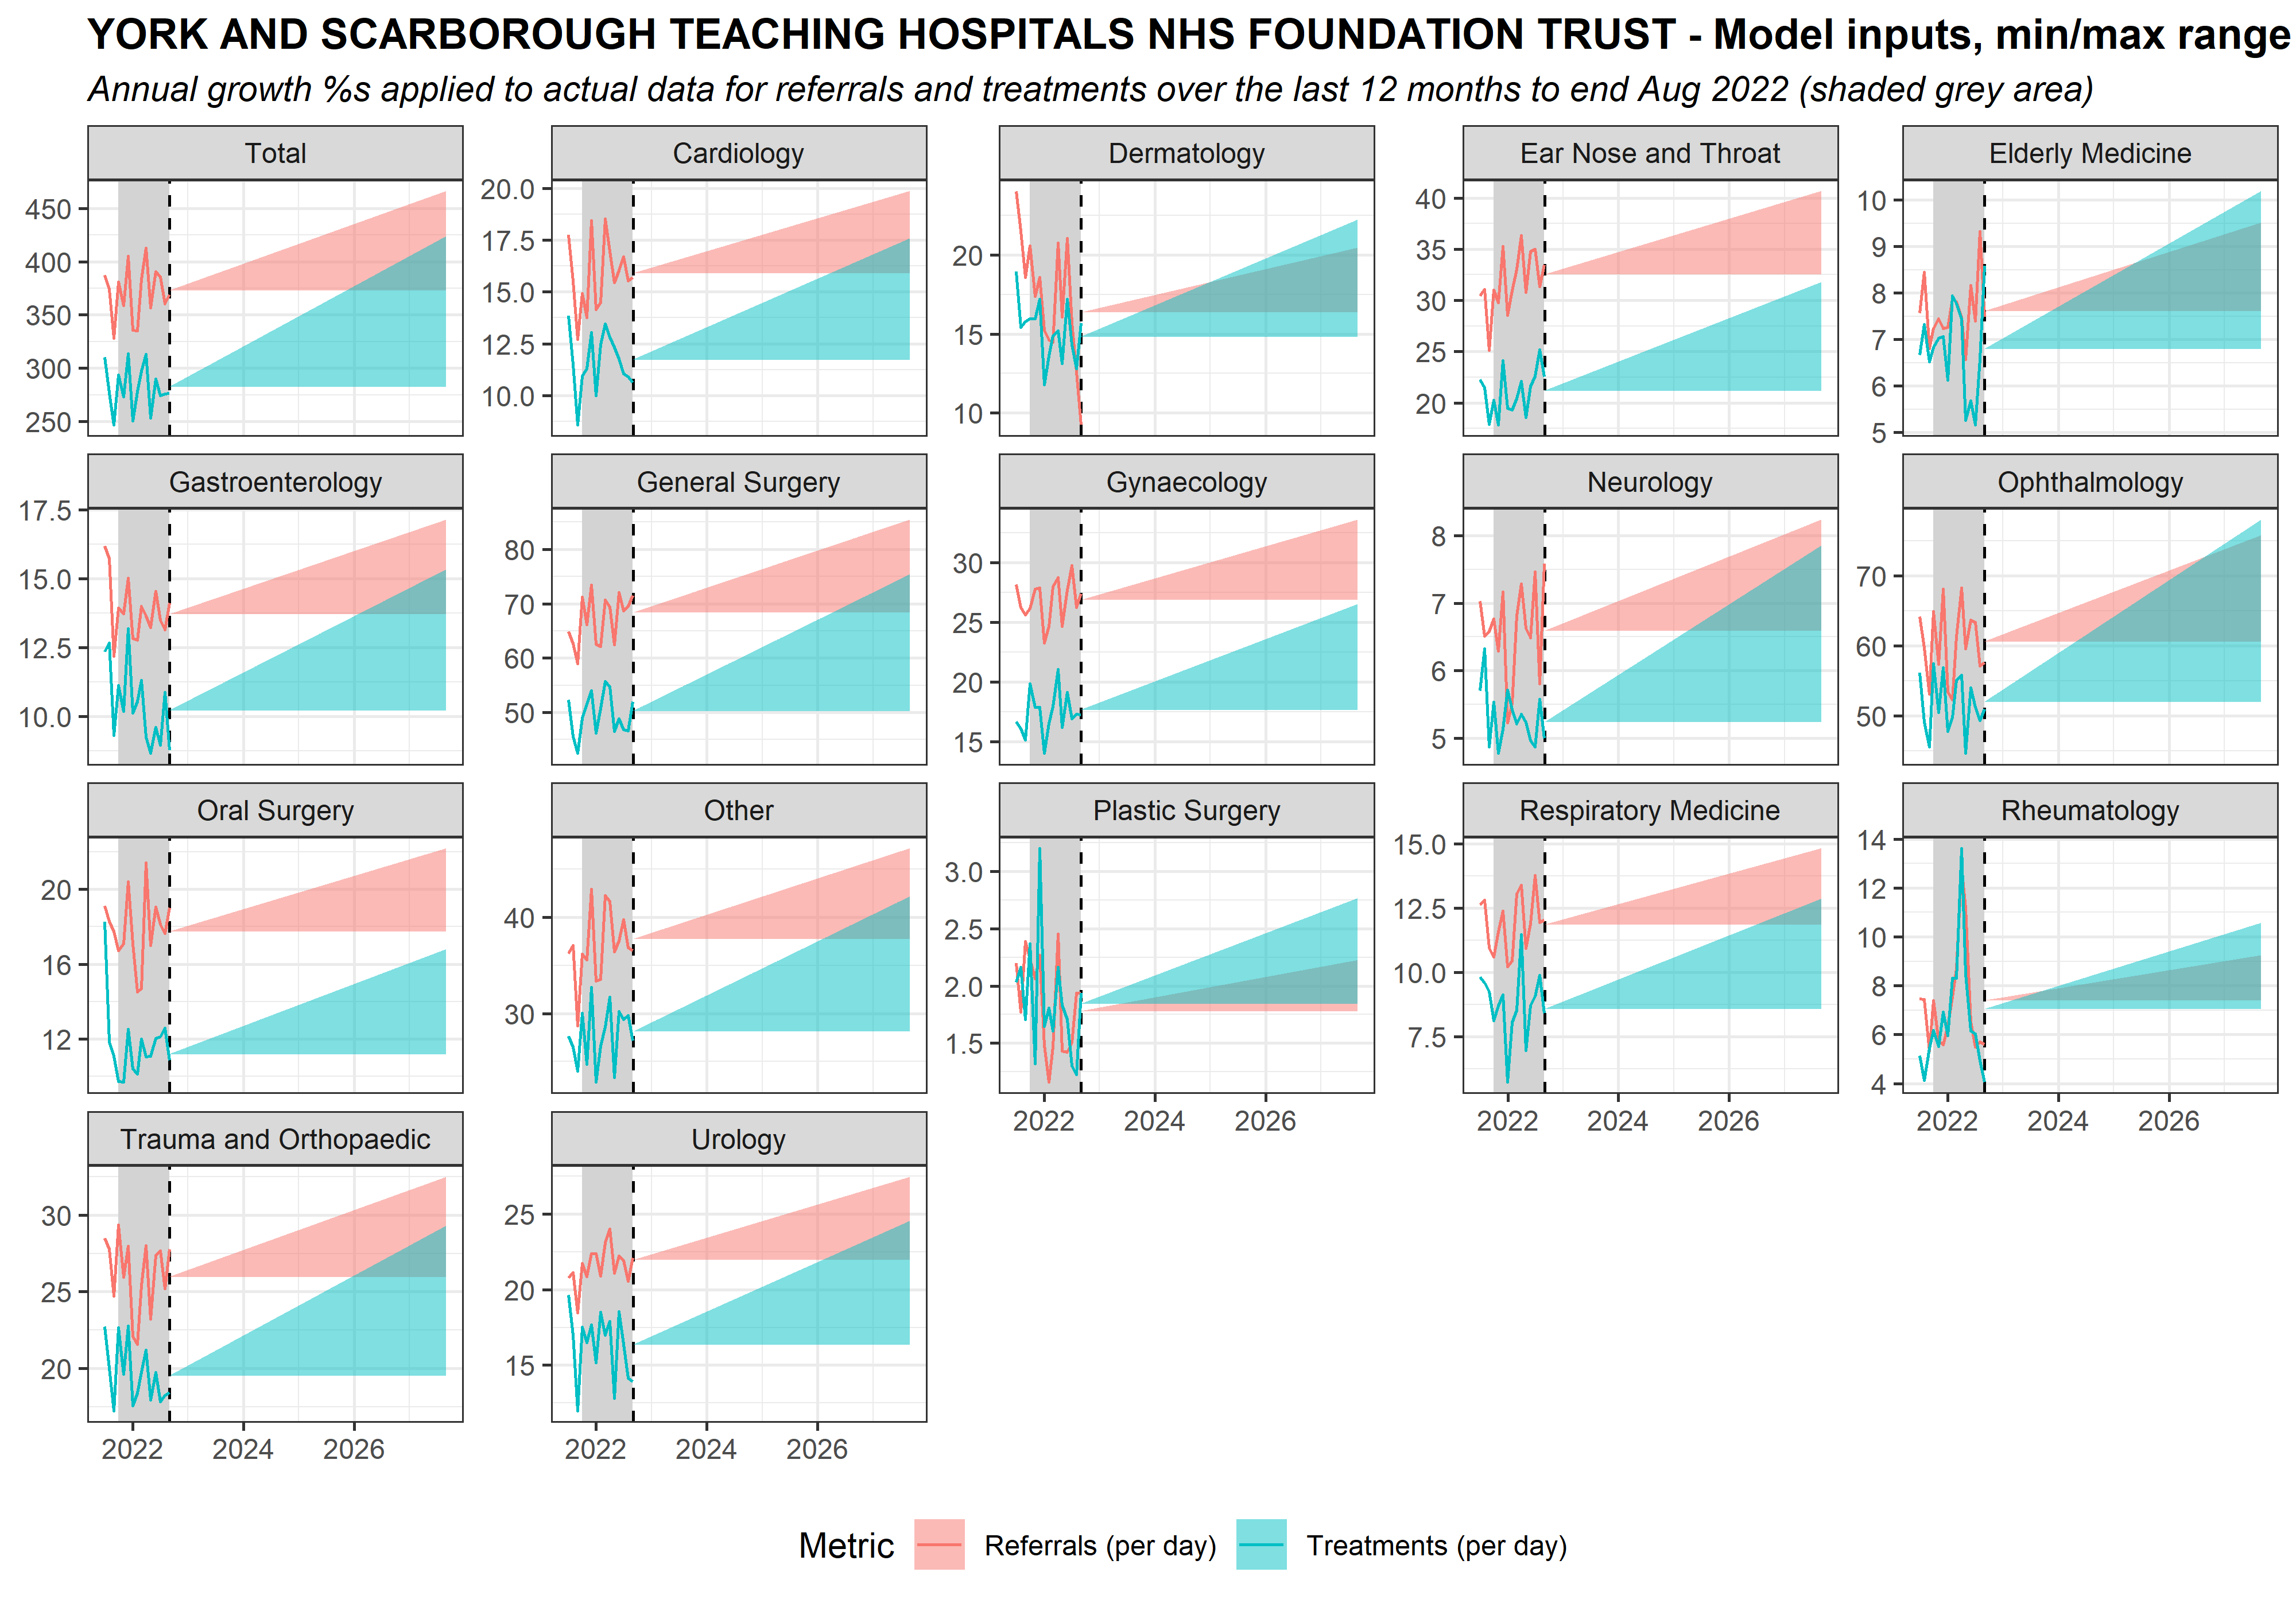 YORK AND SCARBOROUGH TEACHING HOSPITALS NHS FOUNDATION TRUST - Model inputs, min/max range
Annual growth %s applied to actual data for referrals and treatments over the last 12 months to end Aug 2022 (shaded grey area)
Total
Cardiology
Dermatology
Ear Nose and Throat
Elderly Medicine
450
400
350
300
250
20.0
17.5
15.0
12.5
10.0
20
15
10
40
35
30
25
20
10
9
8
7
6
5
Gastroenterology
General Surgery
Gynaecology
Neurology
Ophthalmology
17.5
15.0
12.5
10.0
80
70
60
50
30
25
20
15
8
7
6
5
70
60
50
Oral Surgery
Other
Plastic Surgery
Respiratory Medicine
Rheumatology
20
16
12
40
30
3.0
2.5
2.0
1.5
15.0
12.5
10.0
7.5
14
12
10
8
6
4
2022 2024 2026
2022 2024 2026
2022 2024 2026
Trauma and Orthopaedic
Urology
30
25
20
25
20
15
2022 2024 2026
2022 2024 2026
Metric
Referrals (per day)
Treatments (per day)